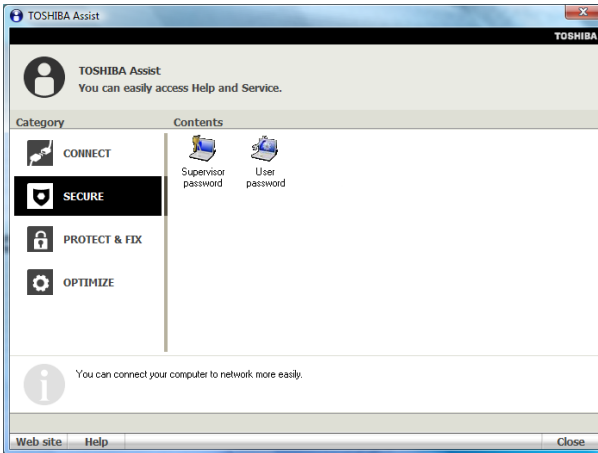 TOSHIBA Assist
TOSHIBA
TOSHIBA Assist
You can easily access Help and Service.
Category
Contents
CONNECT
SECURE
PROTECT & FIX
OPTIMIZE
Supervisor
password
User
password
You can connect your computer to network more easily.
Web site
Help
Close